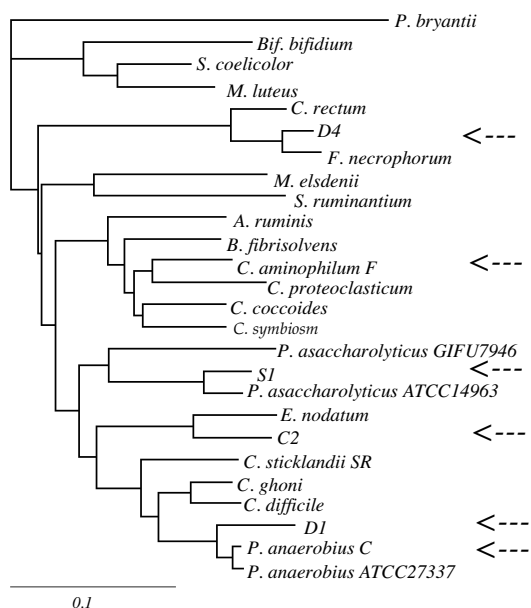 P. bryantii
Bif. bifidium
S. coelicolor
M. luteus
C. rectum
D4
F. necrophorum
M. elsdenii
S. ruminantium
A. ruminis
B. fibrisolvens
C. aminophilum F
C. proteoclasticum
C. coccoides
C. symbiosm
P. asaccharolyticus GIFU7946
S1
P. asaccharolyticus ATCC14963
E. nodatum
C2
C. sticklandii SR
C. ghoni
C. difficile
D1
P. anaerobius C
P. anaerobius ATCC27337
0.1